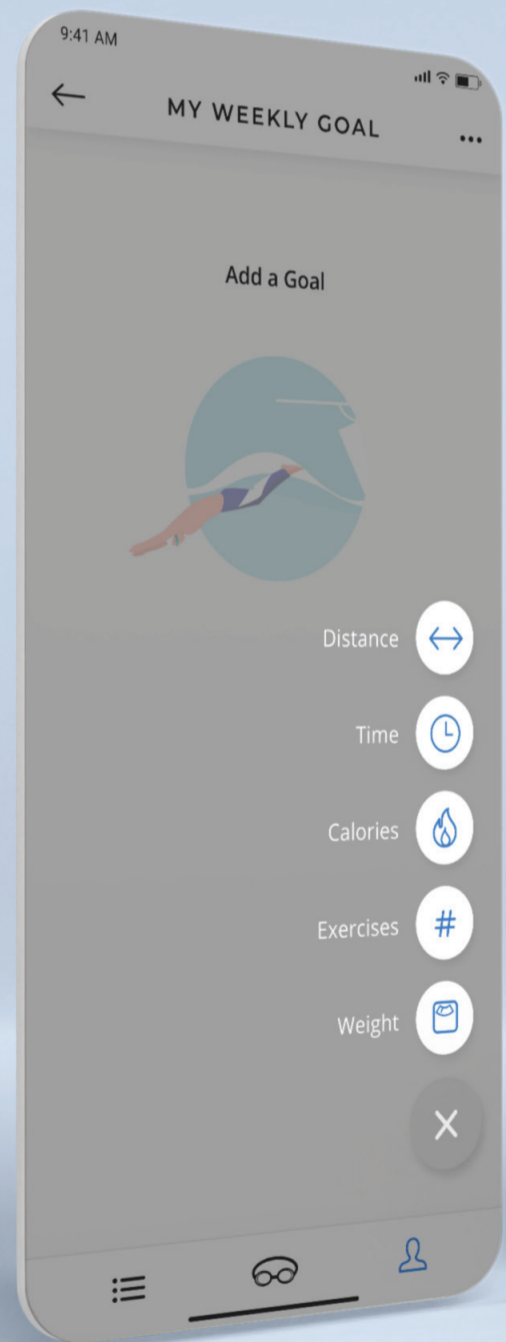 9:41 AM
MY WEEKLY GOAL
Add a Goal
Distance
Time
Calories
Exercises
#
Weight